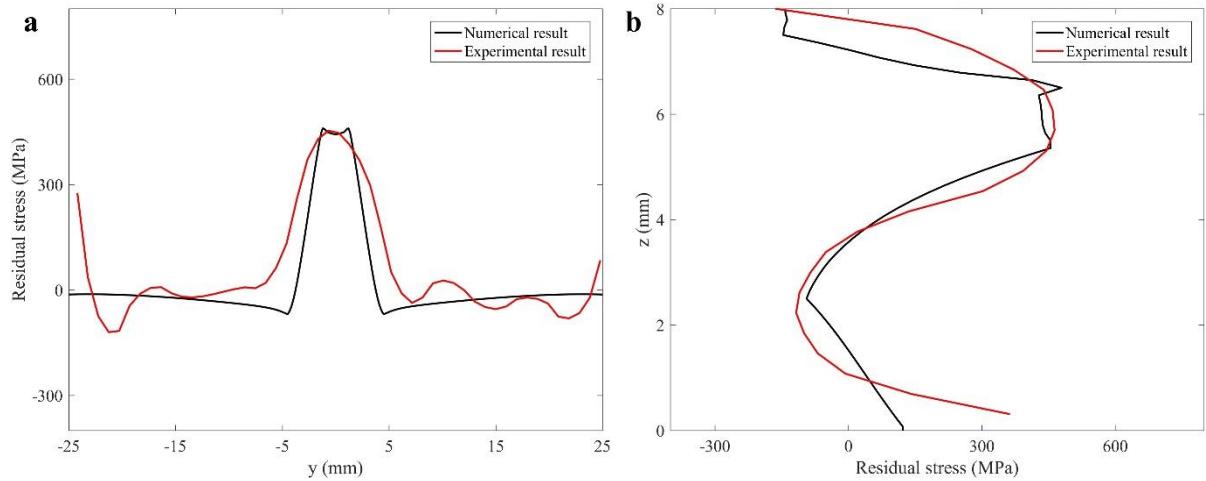 a
Numerical result
Experimental result
600
300
0
-300
Residual stress (MPa)
-25
-15
-5
5
15
25
y (mm)
b
Numerical result
Experimental result
8
6
4
2
0
z (mm)
-300
0
300
600
Residual stress (MPa)